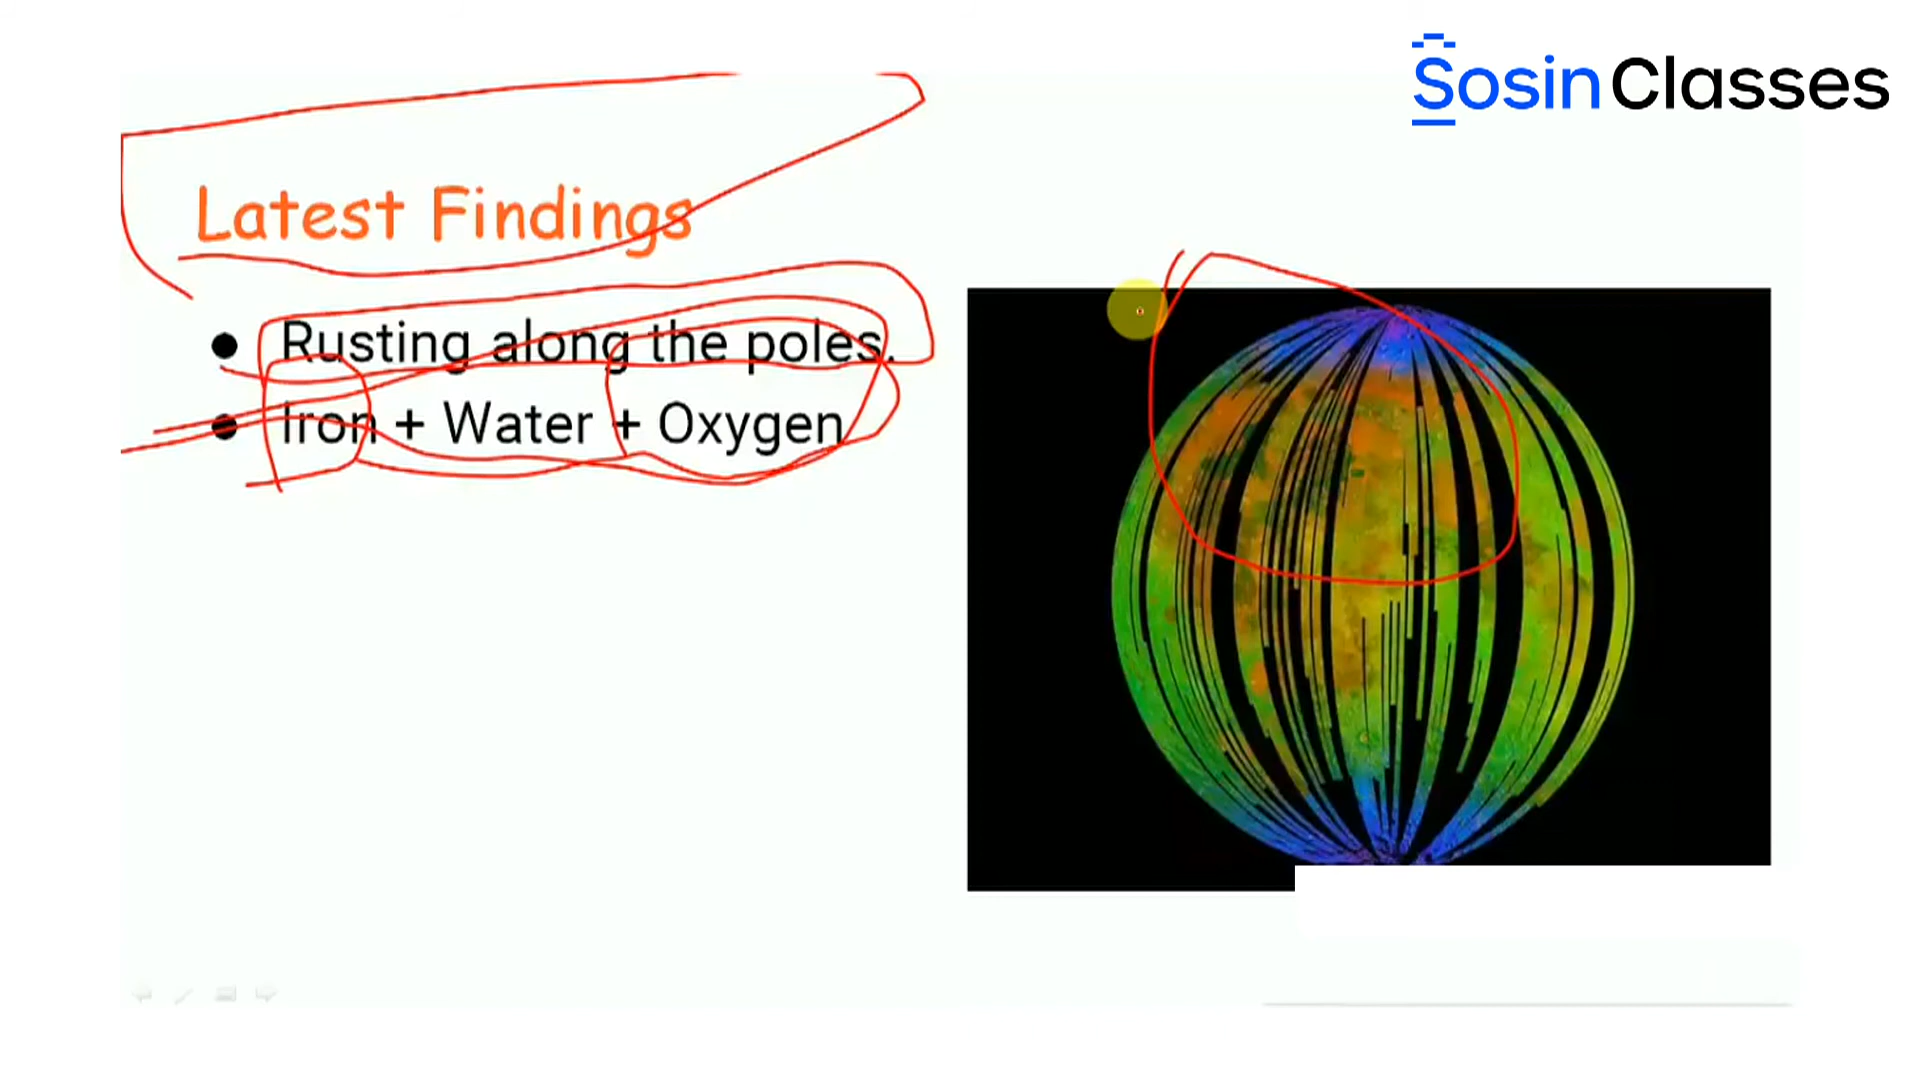 Sosin Classes
Latest Findings
Rusting along the poles.
Iron + Water + Oxygen